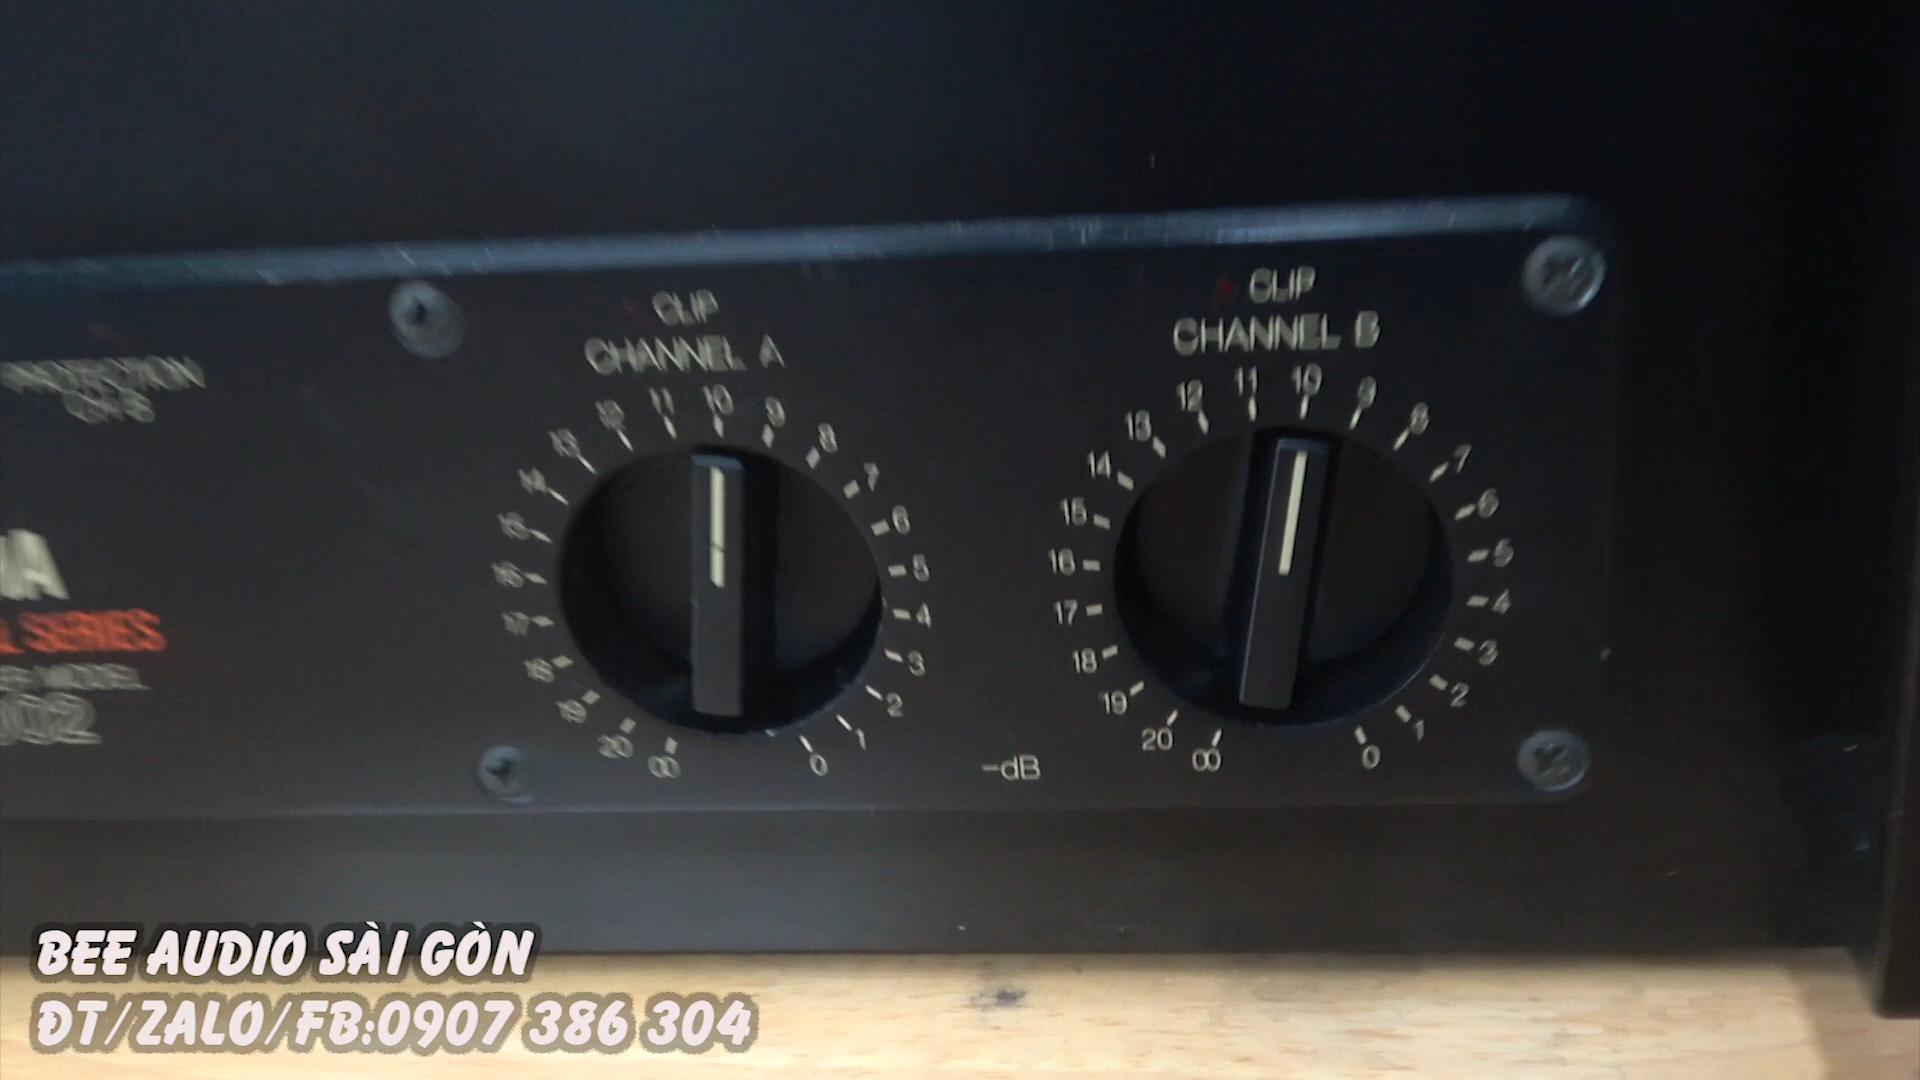 CLIP
CHANNEL A
11 10 9 8 7 6 5 4 3 2 1 0
12 13 14 15 16 17 18 19 20 ∞
CLIP
CHANNEL B
12 11 10 9 8 7 6 5 4 3 2 1 0
13 14 15 16 17 18 19 20 ∞
-dB
PROTECTION
SERIES
MODEL
BEE AUDIO SÀI GÒN
ĐT/ZALO/FB:0907 386 304